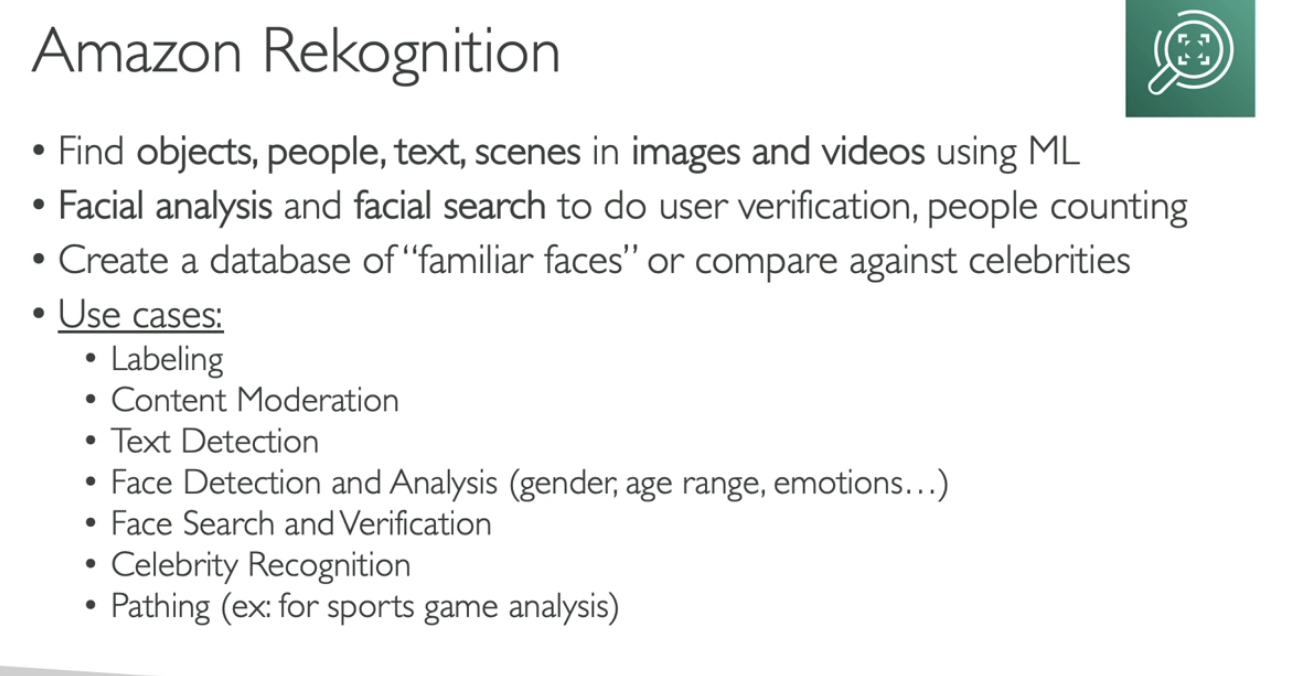 Amazon Rekognition
• Find objects, people, text, scenes in images and videos using ML
• Facial analysis and facial search to do user verification, people counting
• Create a database of “familiar faces” or compare against celebrities
• Use cases:
• Labeling
• Content Moderation
• Text Detection
• Face Detection and Analysis (gender, age range, emotions…)
• Face Search and Verification
• Celebrity Recognition
• Pathing (ex: for sports game analysis)